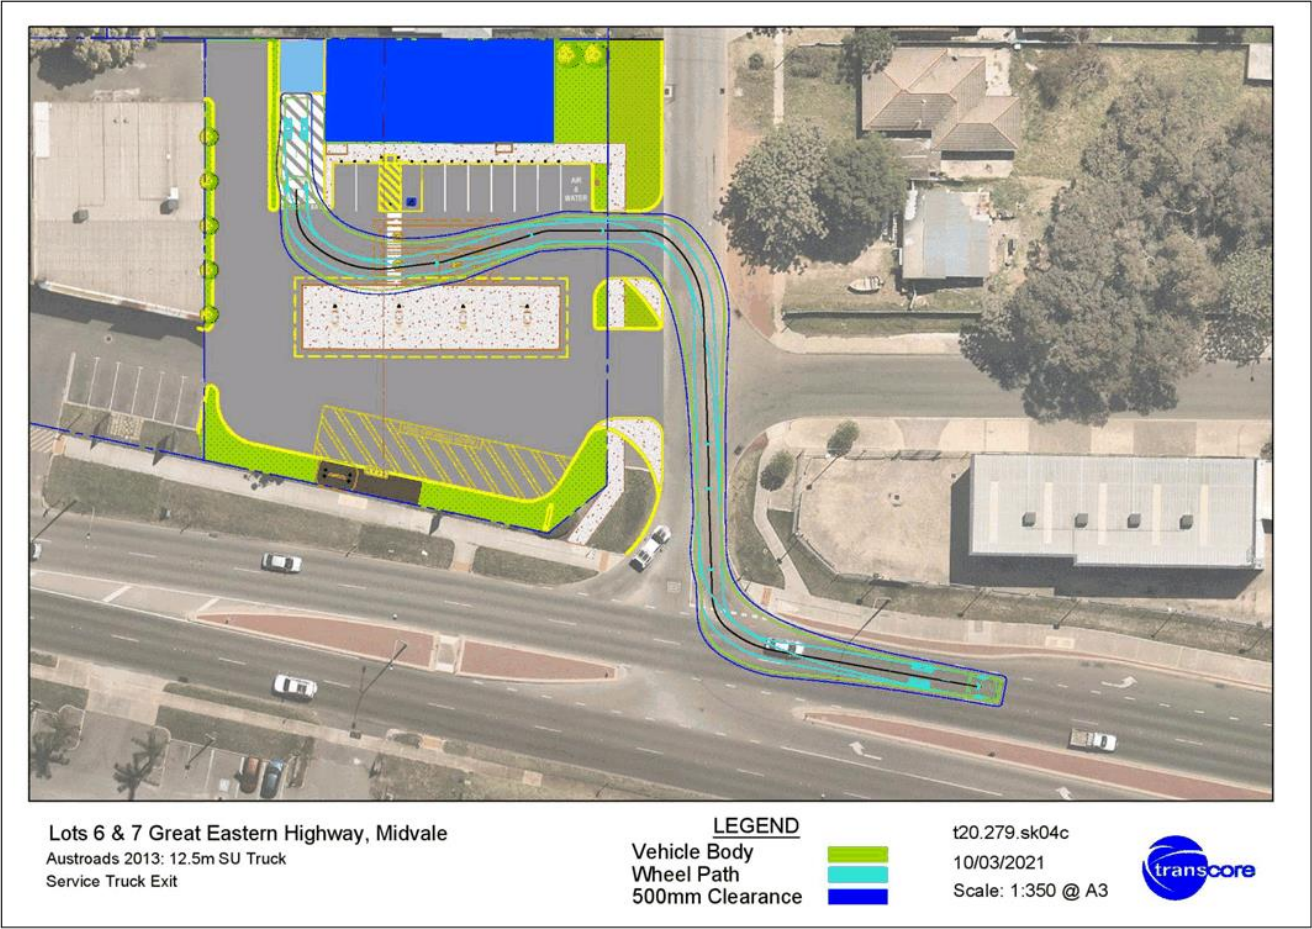 AIR
&
WATER
Lots 6 & 7 Great Eastern Highway, Midvale
Austroads 2013: 12.5m SU Truck
Service Truck Exit
LEGEND
Vehicle Body
Wheel Path
500mm Clearance
t20.279.sk04c
10/03/2021
Scale: 1:350 @ A3
transcore